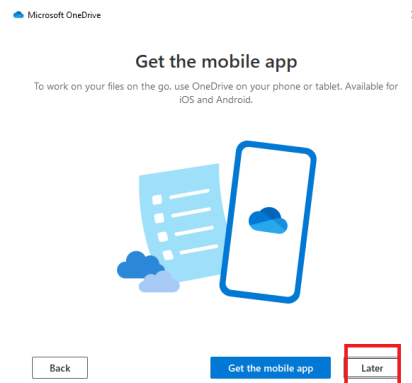 Microsoft OneDrive
Get the mobile app
To work on your files on the go, use OneDrive on your phone or tablet. Available for
iOS and Android.
Back
Get the mobile app
Later